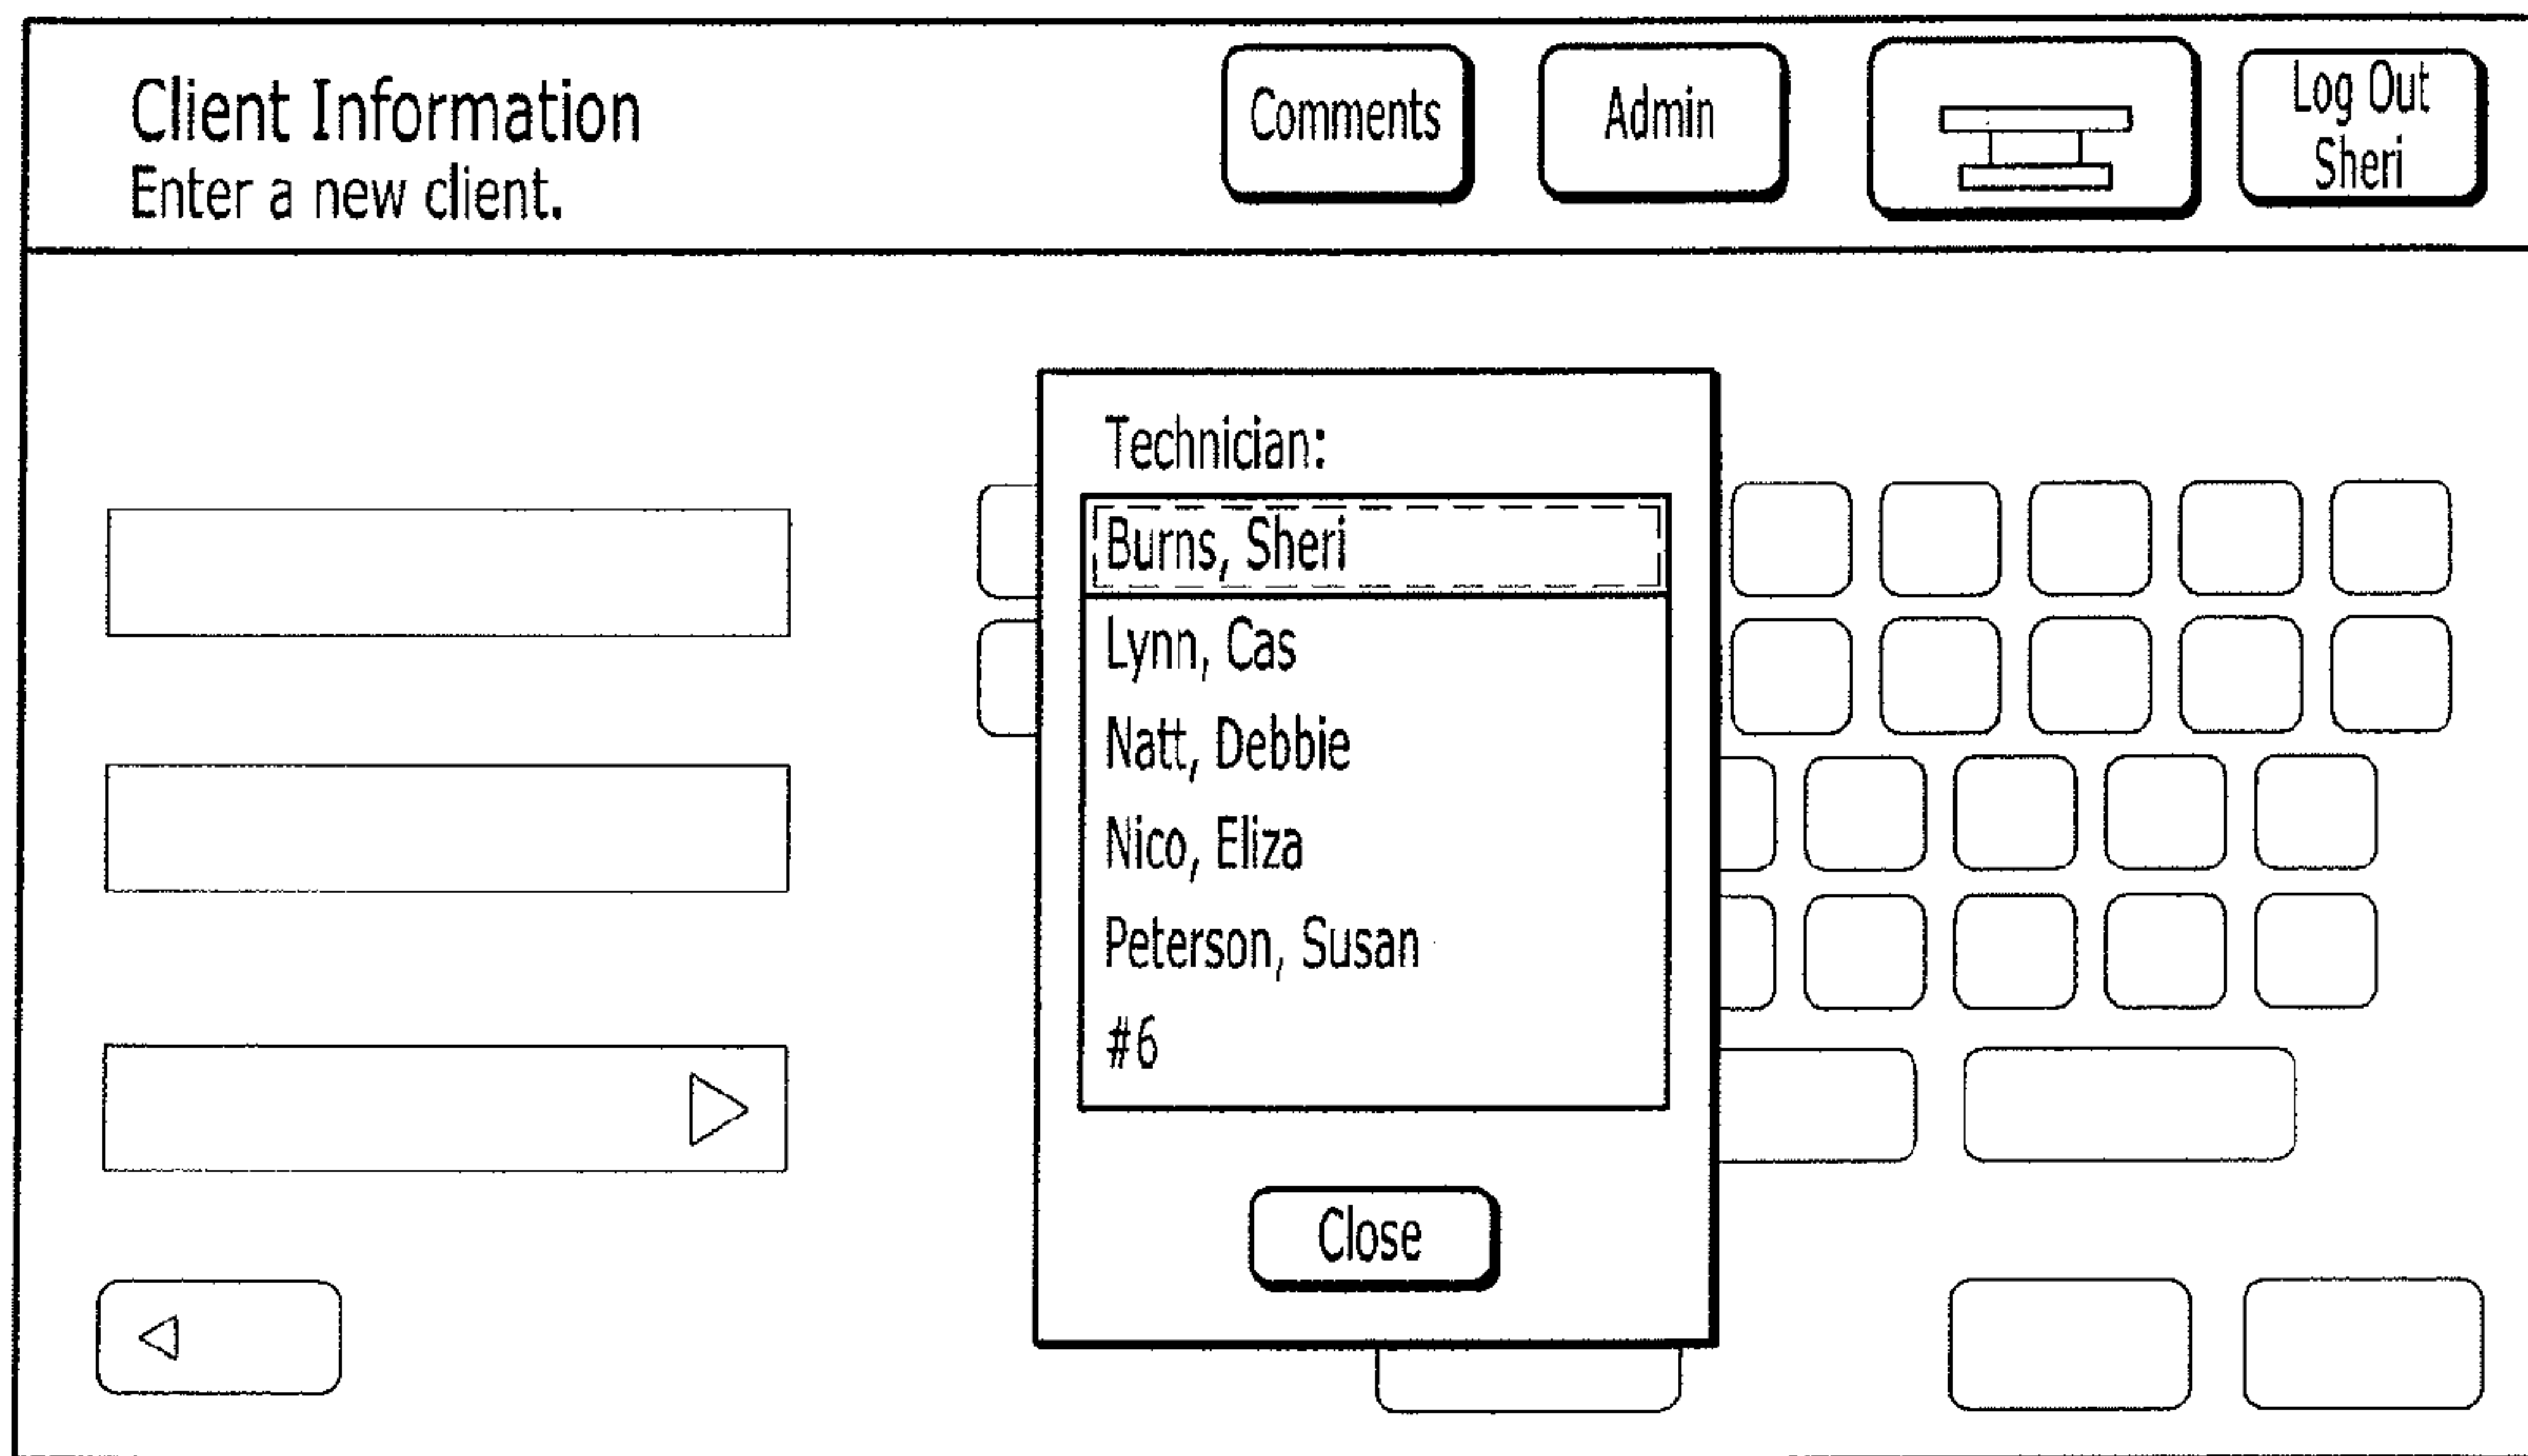 Client Information
Enter a new client.
Comments
Admin
Log Out
Sheri
Technician:
Burns, Sheri
Lynn, Cas
Natt, Debbie
Nico, Eliza
Peterson, Susan
#6
Close